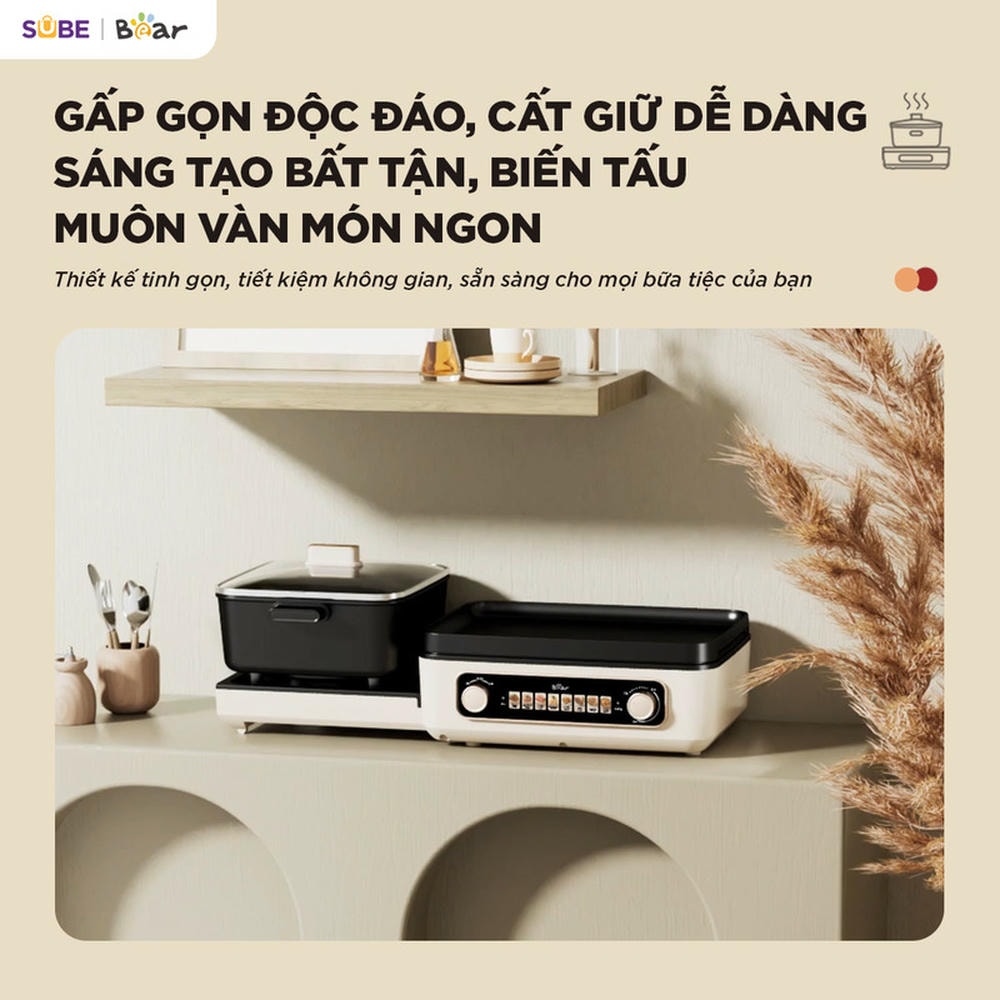 SUBE | Bear
GẤP GỌN ĐỘC ĐÁO, CẤT GIỮ DỄ DÀNG
SÁNG TẠO BẤT TẬN, BIẾN TẤU
MUÔN VÀN MÓN NGON
Thiết kế tinh gọn, tiết kiệm không gian, sẵn sàng cho mọi bữa tiệc của bạn
Bear